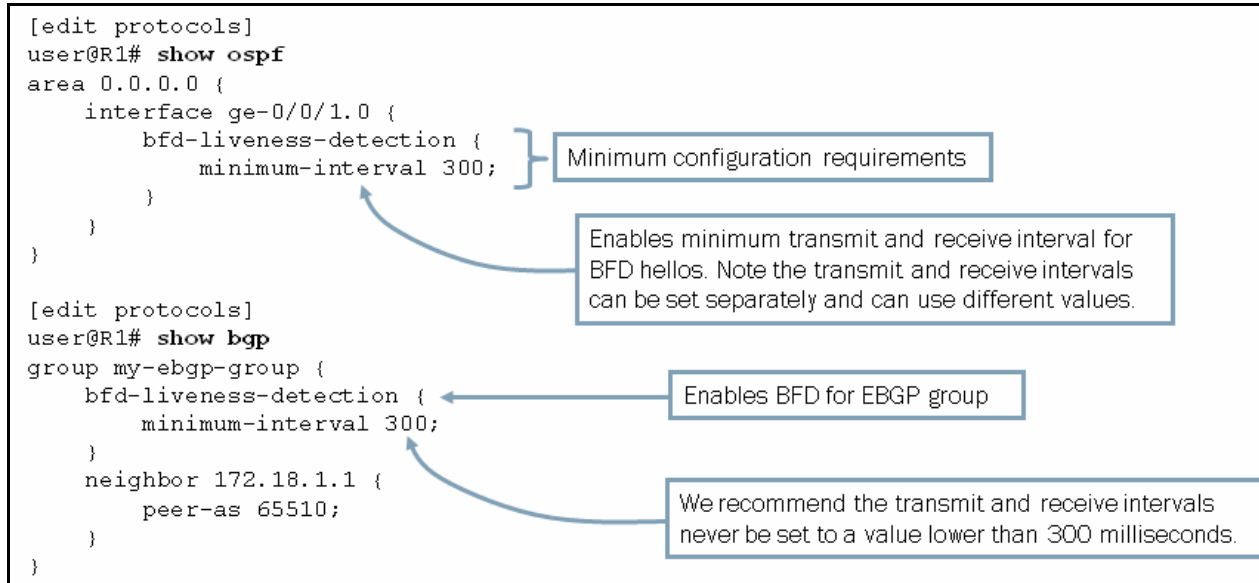 [edit protocols]
user@R1# show ospf
area 0.0.0.0 {
    interface ge-0/0/1.0 {
        bfd-liveness-detection {
            minimum-interval 300;
        }
    }
}
Minimum configuration requirements
Enables minimum transmit and receive interval for
BFD hellos. Note the transmit and receive intervals
can be set separately and can use different values.
[edit protocols]
user@R1# show bgp
group my-ebgp-group {
    bfd-liveness-detection {
        minimum-interval 300;
    }
    neighbor 172.18.1.1 {
        peer-as 65510;
    }
}
Enables BFD for EBGP group
We recommend the transmit and receive intervals
never be set to a value lower than 300 milliseconds.